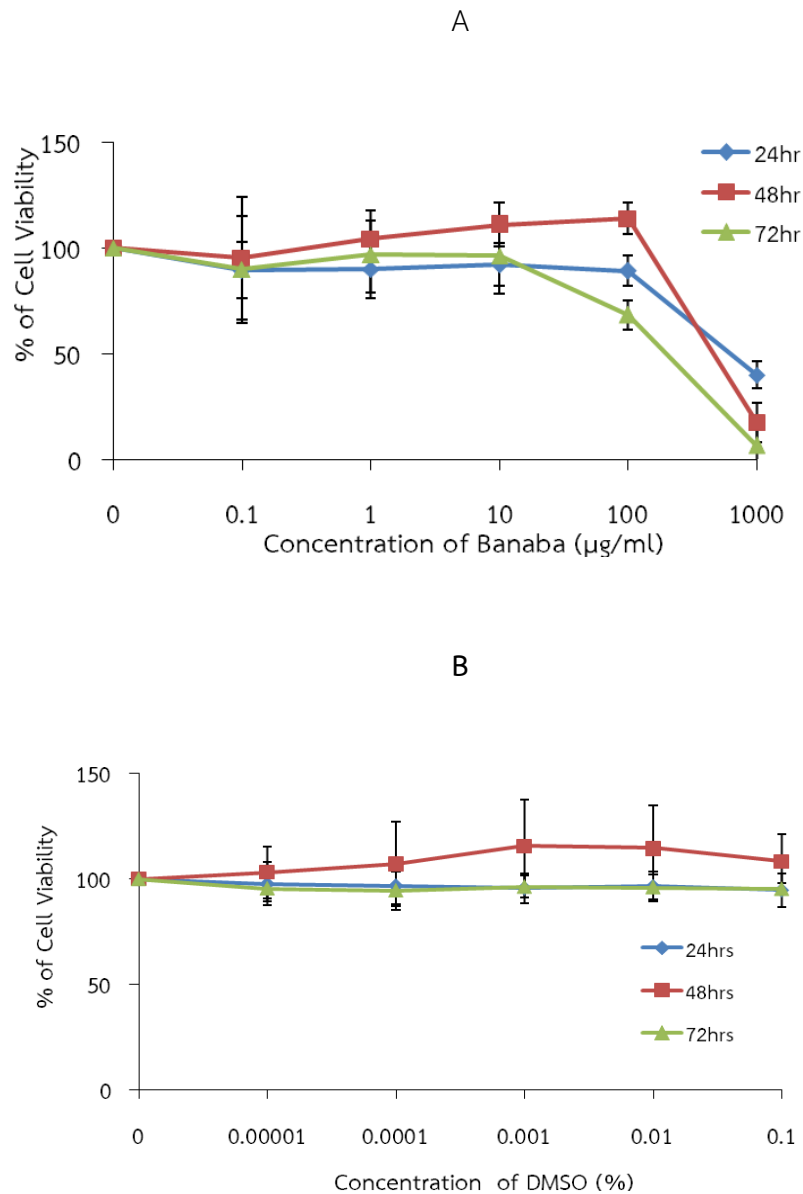 A
150
100
50
0
% of Cell Viability
24hr
48hr
72hr
0 0.1 1 10 100 1000
Concentration of Banaba (µg/ml)
B
150
100
50
0
% of Cell Viability
24hrs
48hrs
72hrs
0 0.00001 0.0001 0.001 0.01 0.1
Concentration of DMSO (%)